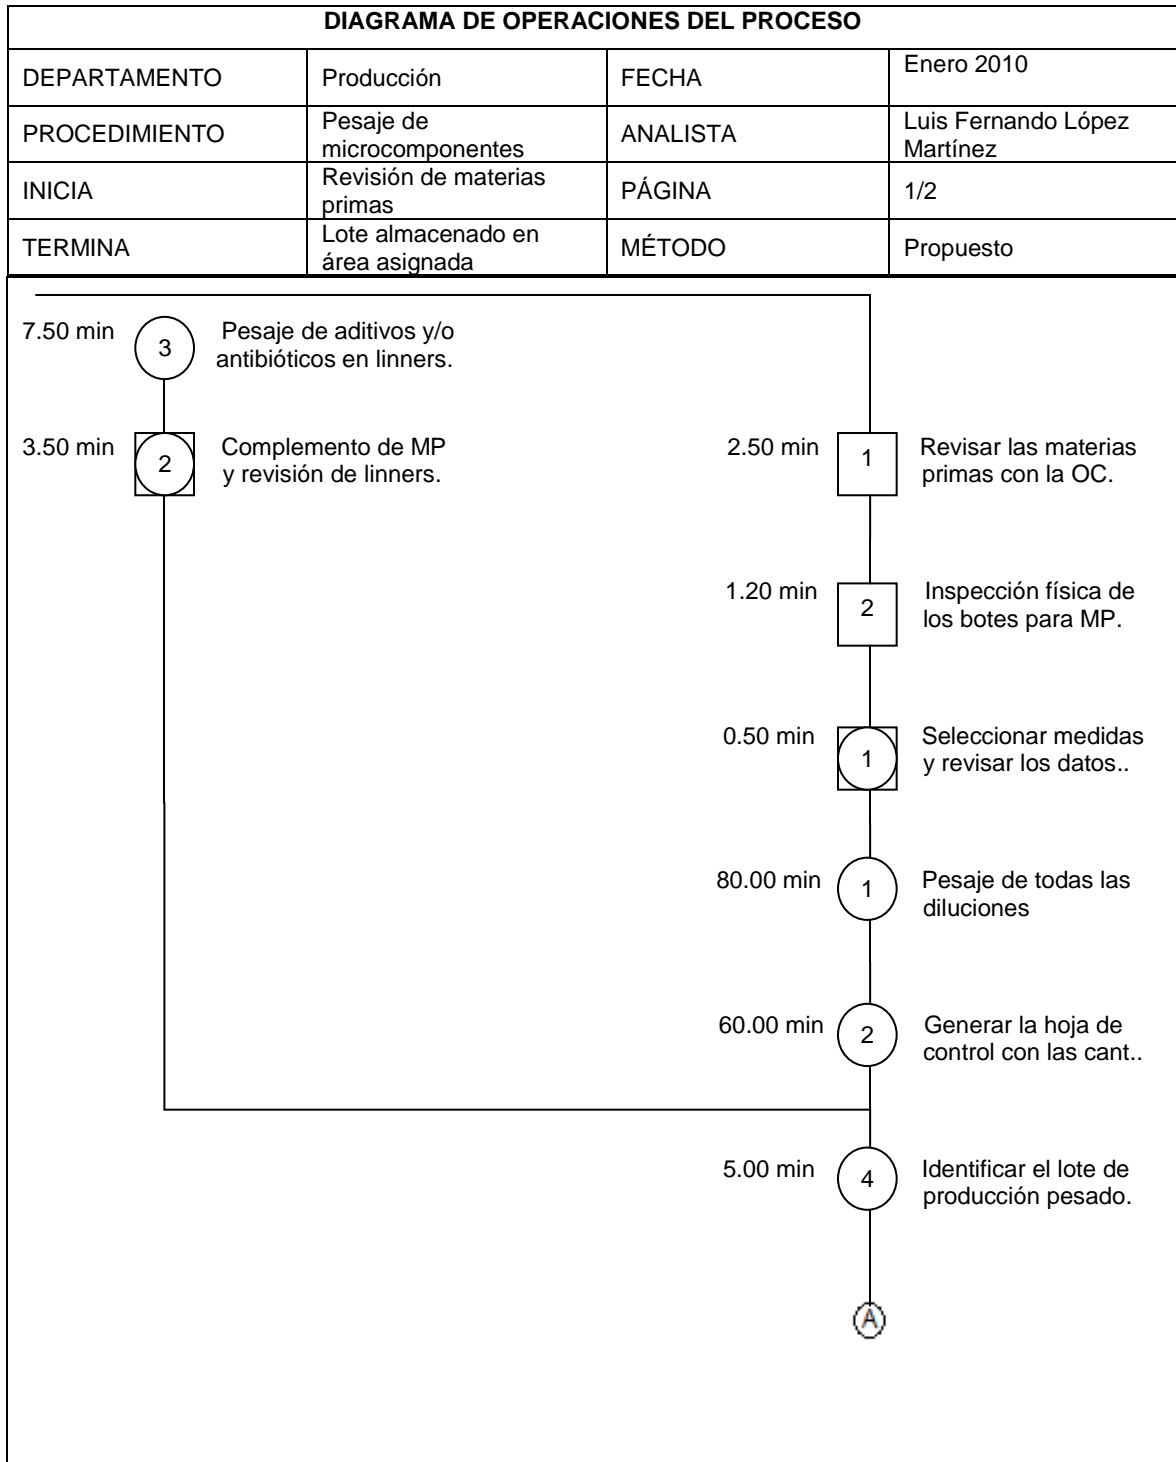 DIAGRAMA DE OPERACIONES DEL PROCESO
DEPARTAMENTO
Producción
FECHA
Enero 2010
PROCEDIMIENTO
Pesaje de
microcomponentes
ANALISTA
Luis Fernando López
Martínez
INICIA
Revisión de materias
primas
PÁGINA
1/2
TERMINA
Lote almacenado en
área asignada
MÉTODO
Propuesto
7.50 min
3
Pesaje de aditivos y/o
antibióticos en linners.
3.50 min
2
Complemento de MP
y revisión de linners.
2.50 min
1
Revisar las materias
primas con la OC.
1.20 min
2
Inspección física de
los botes para MP.
0.50 min
1
Seleccionar medidas
y revisar los datos..
80.00 min
1
Pesaje de todas las
diluciones
60.00 min
2
Generar la hoja de
control con las cant..
5.00 min
4
Identificar el lote de
producción pesado.
A